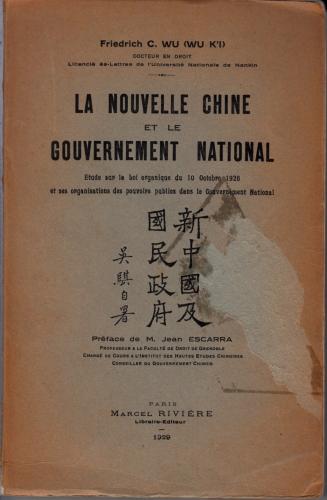 Friedrich C. WU (WU K'I)
DOCTEUR EN DROIT
Licencié ès-Lettres de l'Université Nationale de Nankin
LA NOUVELLE CHINE
ET LE
GOUVERNEMENT NATIONAL
Etude sur la loi organique du 10 Octobre 1928
et ses organisations des pouvoirs publics dans le Gouvernement National
新中國及
國民政府
吳騏自署
Préface de M. Jean ESCARRA
PROFESSEUR A LA FACULTÉ DE DROIT DE GRENOBLE
CHARGÉ DE COURS A L'INSTITUT DES HAUTES ETUDES CHINOISES
CONSEILLER DU GOUVERNEMENT CHINOIS
PARIS
MARCEL RIVIÈRE
Libraire-Editeur
1929